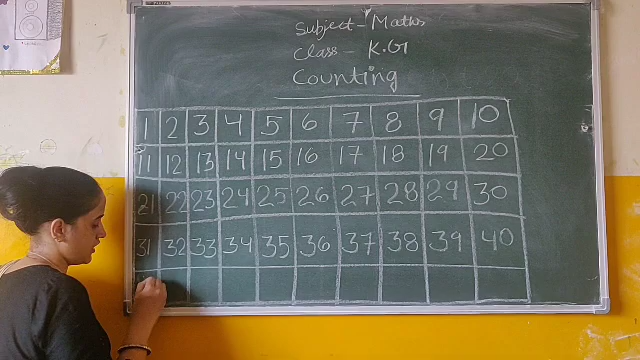 Subject- Maths
Class- K.G
Counting
1 2 3 4 5 6 7 8 9 10
11 12 13 14 15 16 17 18 19 20
21 22 23 24 25 26 27 28 29 30
31 32 33 34 35 36 37 38 39 40